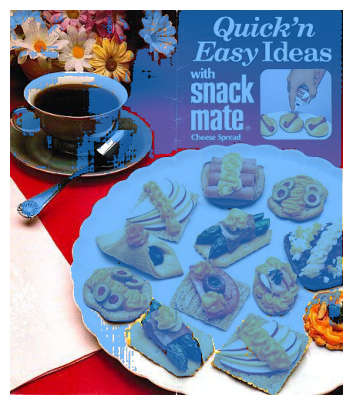 Quick'n
Easy Ideas
with
snack
mate®
Cheese Spread